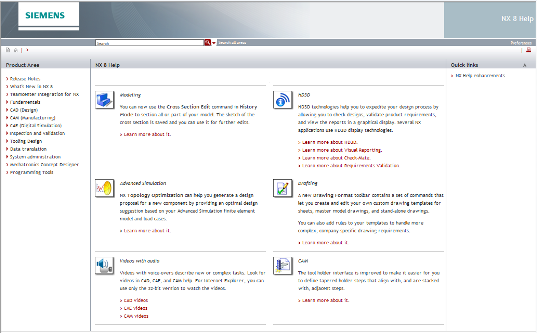 SIEMENS
NX 8 Help
Search
Search all areas
Preferences
Product Area
NX 8 Help
Quick links
Release Notes
What's New in NX 8
Teamcenter Integration for NX
Fundamentals
CAD (Design)
CAM (Manufacturing)
CAE (Digital Simulation)
Inspection and Validation
Tooling Design
Data translation
System administration
Mechatronics Concept Designer
Programming Tools
Modeling
You can now use the Cross Section Edit command in History
Mode to section all or part of your model. The sketch of the
cross section is saved and you can use it for further edits
Learn more about it.
HD3D
HD3D technologies help you to expedite your design process by
allowing you to check designs, validate product requirements,
and view the reports in a graphical display. Several NX
applications use HD3D display technologies.
Learn more about HD3D.
Learn more about Visual Reporting.
Learn more about Check-Mate.
Learn more about Requirements Validation.
NX Help enhancements
Advanced Simulation
NX Topology Optimization can help you generate a design
proposal for a new component by providing an optimal design
suggestion based on your Advanced Simulation finite element
model and load cases.
Learn more about it
Drafting
A new Drawing Formats toolbar contains a set of commands that
let you create and edit your own custom drawing templates for
sheets, master model drawings, and stand-alone drawings.
You can also add rules to your templates to handle more
complex, company specific drawing requirements
Learn more about it
Videos with audio
Videos with voice-overs describe new or complex tasks. Look for
videos in CAD, CAE, and CAM help. For Internet Explorer, you can
use only the 32-bit version to watch the videos.
CAD Videos
CAE Videos
CAM Videos
CAM
The tool holder interface is improved to make it easier for you
to define tapered holder steps that align with, and are stacked
with, adjacent steps
Learn more about it.